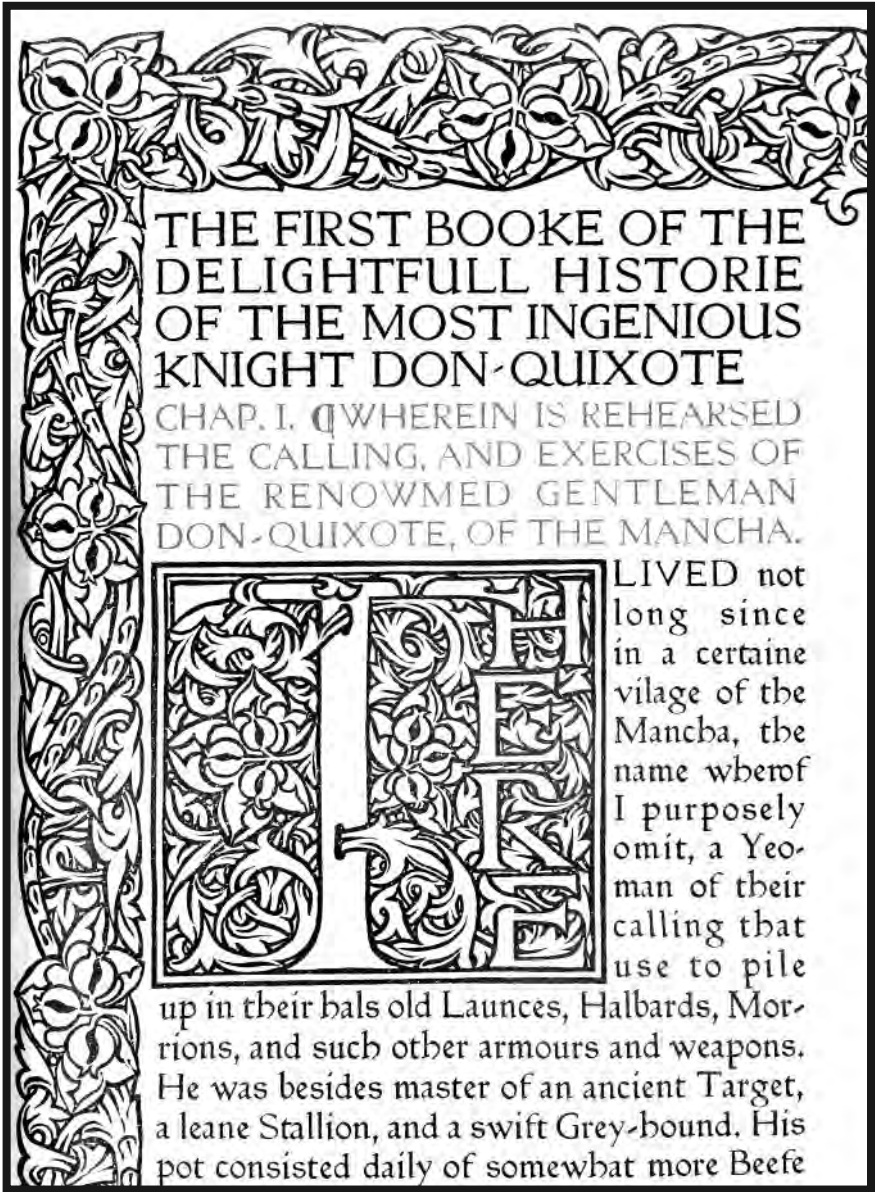 THE FIRST BOOKE OF THE
DELIGHTFULL HISTORIE
OF THE MOST INGENIOUS
KNIGHT DON-QUIXOTE
CHAP. I. ¶WHEREIN IS REHEARSED
THE CALLING, AND EXERCISES OF
THE RENOWMED GENTLEMAN
DON-QUIXOTE, OF THE MANCHA.
THERE
LIVED not
long since
in a certaine
vilage of the
Mancha, the
name wherof
I purposely
omit, a Yeo-
man of their
calling that
use to pile
up in their hals old Launces, Halbards, Mor-
rions, and such other armours and weapons.
He was besides master of an ancient Target,
a leane Stallion, and a swift Grey-hound. His
pot consisted daily of somewhat more Beefe